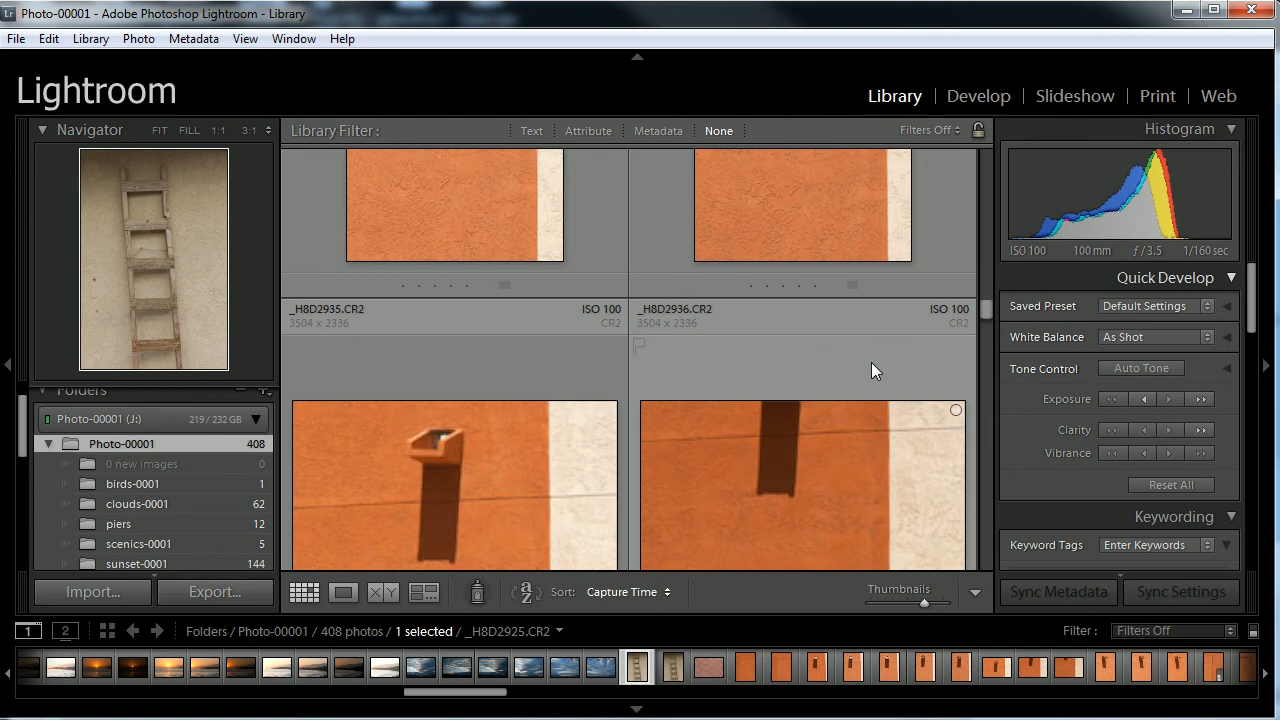 Photo-00001 - Adobe Photoshop Lightroom - Library
File Edit Library Photo Metadata View Window Help
Lightroom
Library | Develop | Slideshow | Print | Web
Navigator FIT FILL 1:1 3:1
Library Filter : Text Attribute Metadata None Filters Off
Histogram
ISO 100 100 mm ƒ / 3.5 1/160 sec
Quick Develop
Saved Preset Default Settings
White Balance As Shot
Tone Control Auto Tone
Exposure
Clarity
Vibrance
Reset All
Keywording
Keyword Tags Enter Keywords
Sync Metadata Sync Settings
_H8D2935.CR2 ISO 100
3504 x 2336 CR2
_H8D2936.CR2 ISO 100
3504 x 2336 CR2
Folders
Photo-00001 (J:) 219 / 232 GB
Photo-00001 408
0 new images 0
birds-0001 1
clouds-0001 62
piers 12
scenics-0001 5
sunset-0001 144
Import... Export...
XY
Sort: Capture Time
Thumbnails
1 2 Folders / Photo-00001 / 408 photos / 1 selected / _H8D2925.CR2
Filter : Filters Off